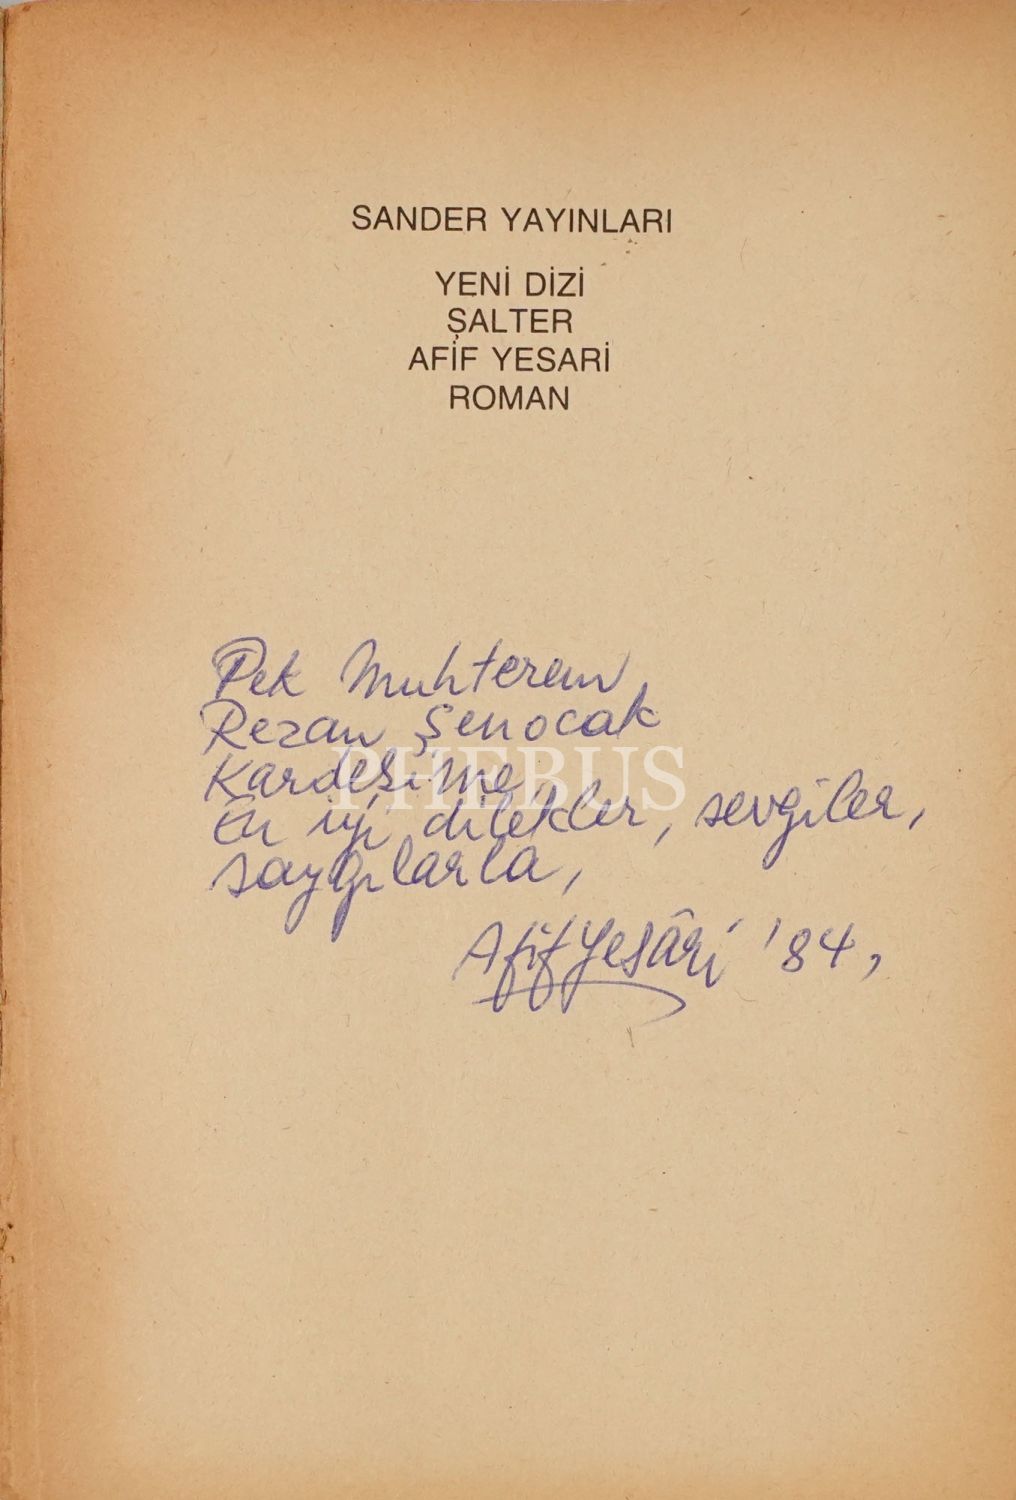 SANDER YAYINLARI
YENİ DİZİ
ŞALTER
AFİF YESARİ
ROMAN
Pek Muhterem
Rezan Şenocak
Kardeşime,
En iyi dilekler, sevgiler,
saygılarla,
Afif Yesâri '84,
PHEBUS